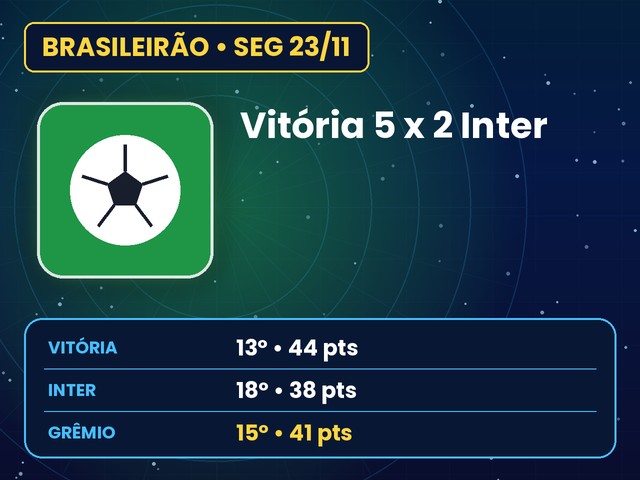 BRASILEIRÃO • SEG 23/11
Vitória 5 x 2 Inter
VITÓRIA 13º • 44 pts
INTER 18º • 38 pts
GRÊMIO 15º • 41 pts